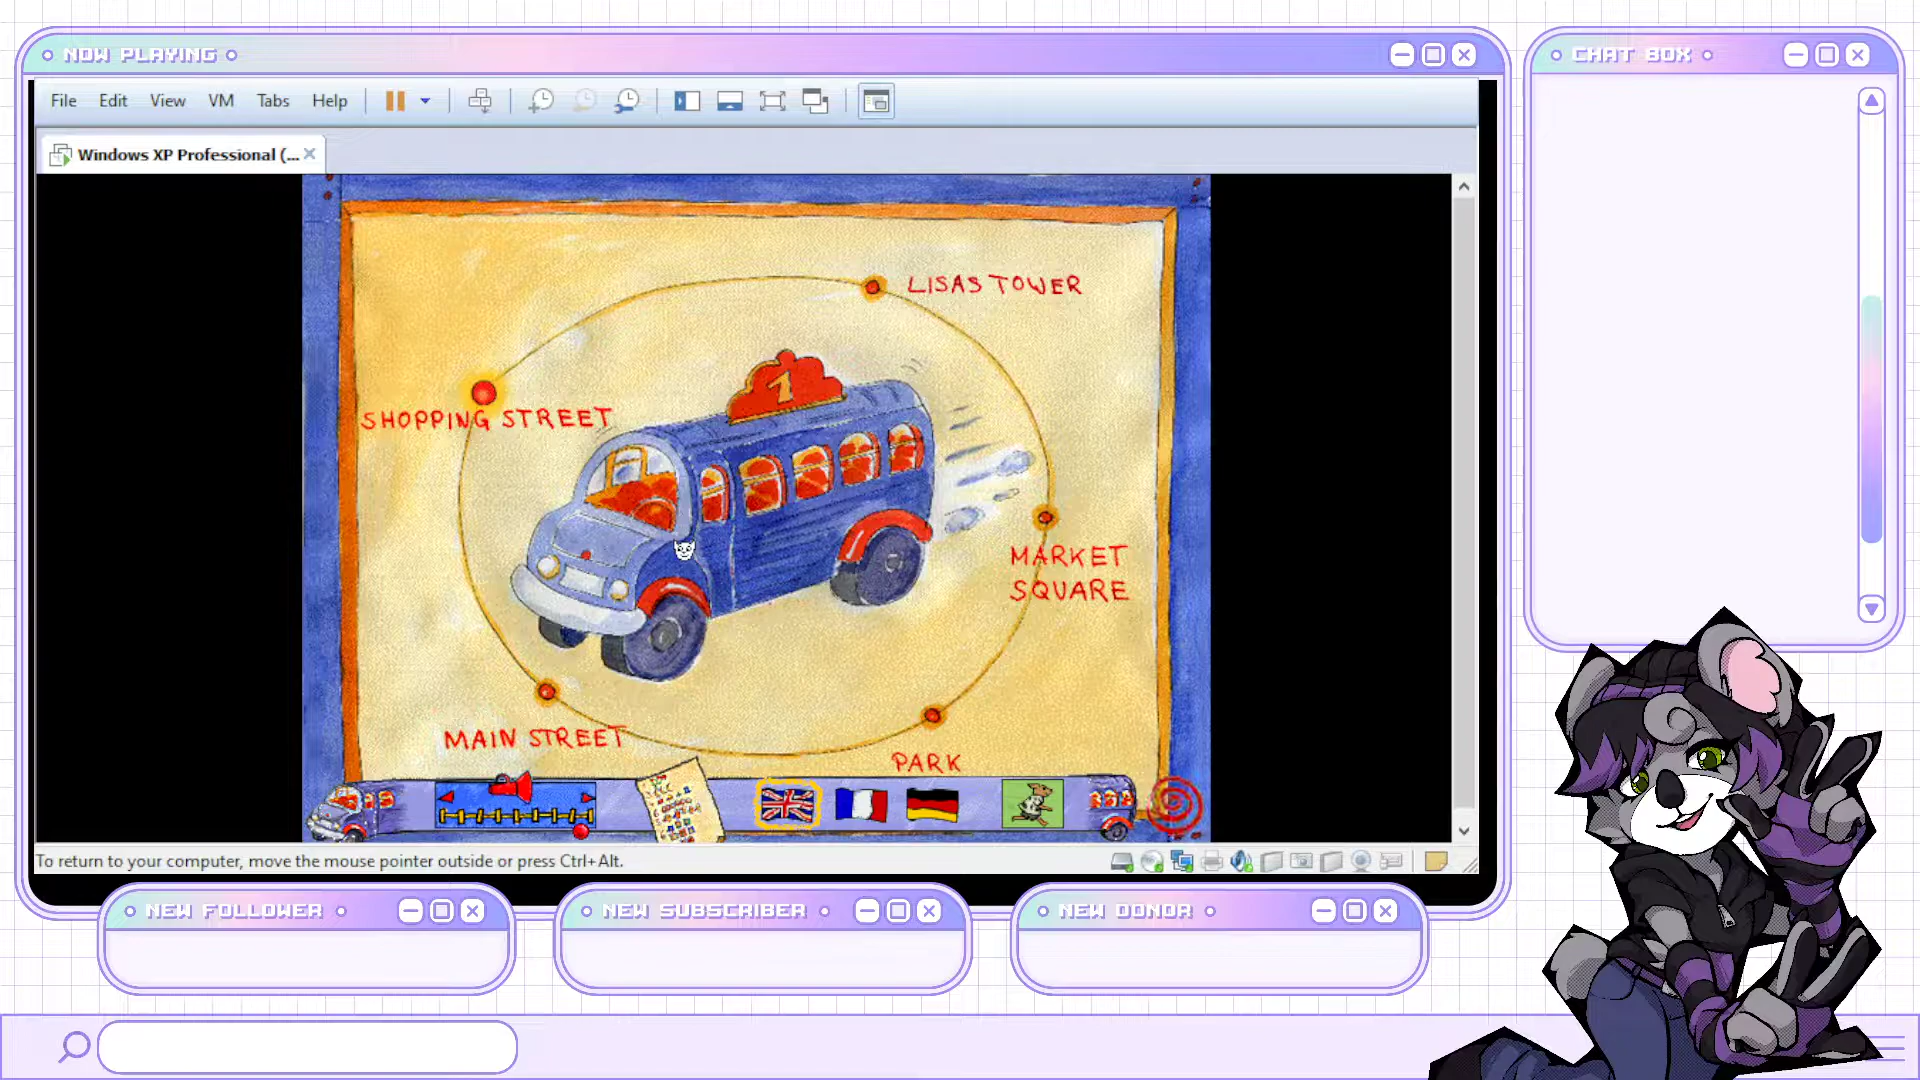 NOW PLAYING
CHAT BOX
File Edit View VM Tabs Help
Windows XP Professional (...
LISAS TOWER
1
SHOPPING STREET
MARKET
SQUARE
MAIN STREET
PARK
To return to your computer, move the mouse pointer outside or press Ctrl+Alt.
NEW FOLLOWER
NEW SUBSCRIBER
NEW DONOR